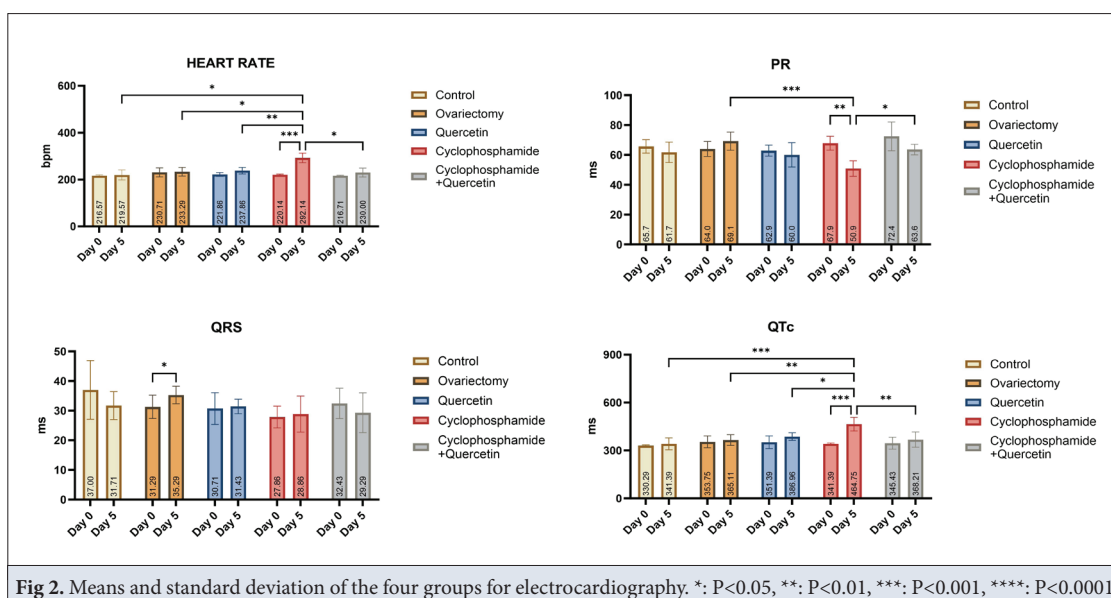 HEART RATE
600
400
200
0
bpm
*
*
**
***
*
216.57
219.57
230.71
233.29
221.86
237.86
220.14
292.14
216.71
230.00
Day 0
Day 5
Day 0
Day 5
Day 0
Day 5
Day 0
Day 5
Day 0
Day 5
Control
Ovariectomy
Quercetin
Cyclophosphamide
Cyclophosphamide
+Quercetin
PR
100
80
60
40
20
0
ms
***
**
*
65.7
61.7
64.0
69.1
62.9
60.0
67.9
50.9
72.4
63.6
Day 0
Day 5
Day 0
Day 5
Day 0
Day 5
Day 0
Day 5
Day 0
Day 5
Control
Ovariectomy
Quercetin
Cyclophosphamide
Cyclophosphamide
+Quercetin
QRS
50
40
30
20
10
0
ms
*
37.00
31.71
31.29
35.29
30.71
31.43
27.86
28.86
32.43
29.29
Day 0
Day 5
Day 0
Day 5
Day 0
Day 5
Day 0
Day 5
Day 0
Day 5
Control
Ovariectomy
Quercetin
Cyclophosphamide
Cyclophosphamide
+Quercetin
QTc
900
600
300
0
ms
***
**
*
***
**
330.29
341.39
353.75
365.11
351.39
386.96
341.39
464.75
345.43
368.21
Day 0
Day 5
Day 0
Day 5
Day 0
Day 5
Day 0
Day 5
Day 0
Day 5
Control
Ovariectomy
Quercetin
Cyclophosphamide
Cyclophosphamide
+Quercetin
Fig 2. Means and standard deviation of the four groups for electrocardiography. *: P<0.05, **: P<0.01, ***: P<0.001, ****: P<0.0001